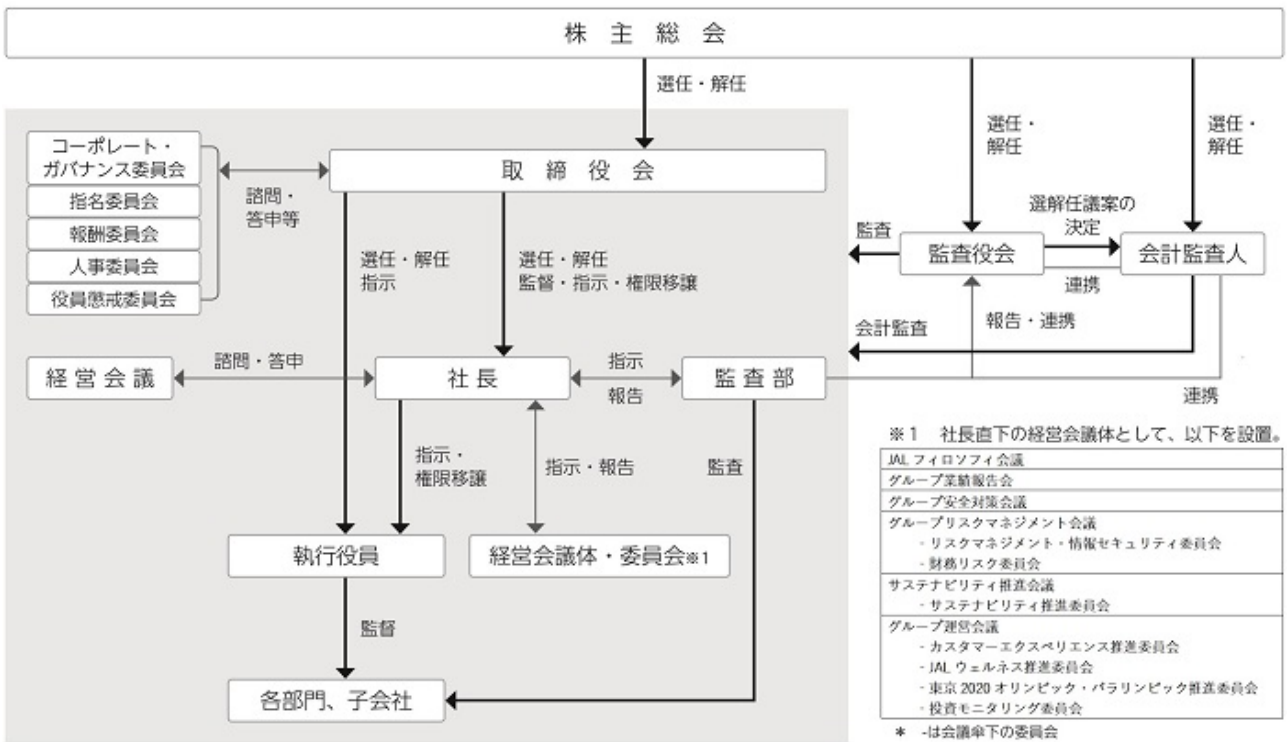 株主総会
選任・解任
選任・
解任
選任・
解任
コーポレート・
ガバナンス委員会
指名委員会
報酬委員会
人事委員会
役員懲戒委員会
諮問・
答申等
取締役会
選任・解任
指示
選任・解任
監督・指示・権限移譲
監査
監査役会
選解任議案の
決定
連携
会計監査人
会計監査
報告・連携
連携
経営会議
諮問・答申
社長
指示
報告
監査部
指示・
権限移譲
指示・報告
監査
執行役員
経営会議体・委員会※1
監督
各部門、子会社
※1 社長直下の経営会議体として、以下を設置。
JAL フィロソフィ会議
グループ業績報告会
グループ安全対策会議
グループリスクマネジメント会議
- リスクマネジメント・情報セキュリティ委員会
- 財務リスク委員会
サステナビリティ推進会議
- サステナビリティ推進委員会
グループ運営会議
- カスタマーエクスペリエンス推進委員会
- JAL ウェルネス推進委員会
- 東京 2020 オリンピック・パラリンピック推進委員会
- 投資モニタリング委員会
* -は会議傘下の委員会